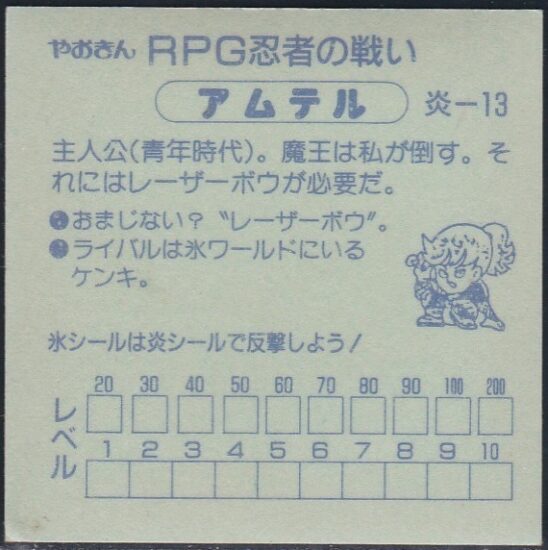 やおきん RPG忍者の戦い
アムテル 炎-13
主人公(青年時代)。魔王は私が倒す。そ
れにはレーザーボウが必要だ。
●おまじない?〝レーザーボウ〟。
●ライバルは氷ワールドにいる
ケンキ。
氷シールは炎シールで反撃しよう!
レベル
20 30 40 50 60 70 80 90 100 200
1 2 3 4 5 6 7 8 9 10